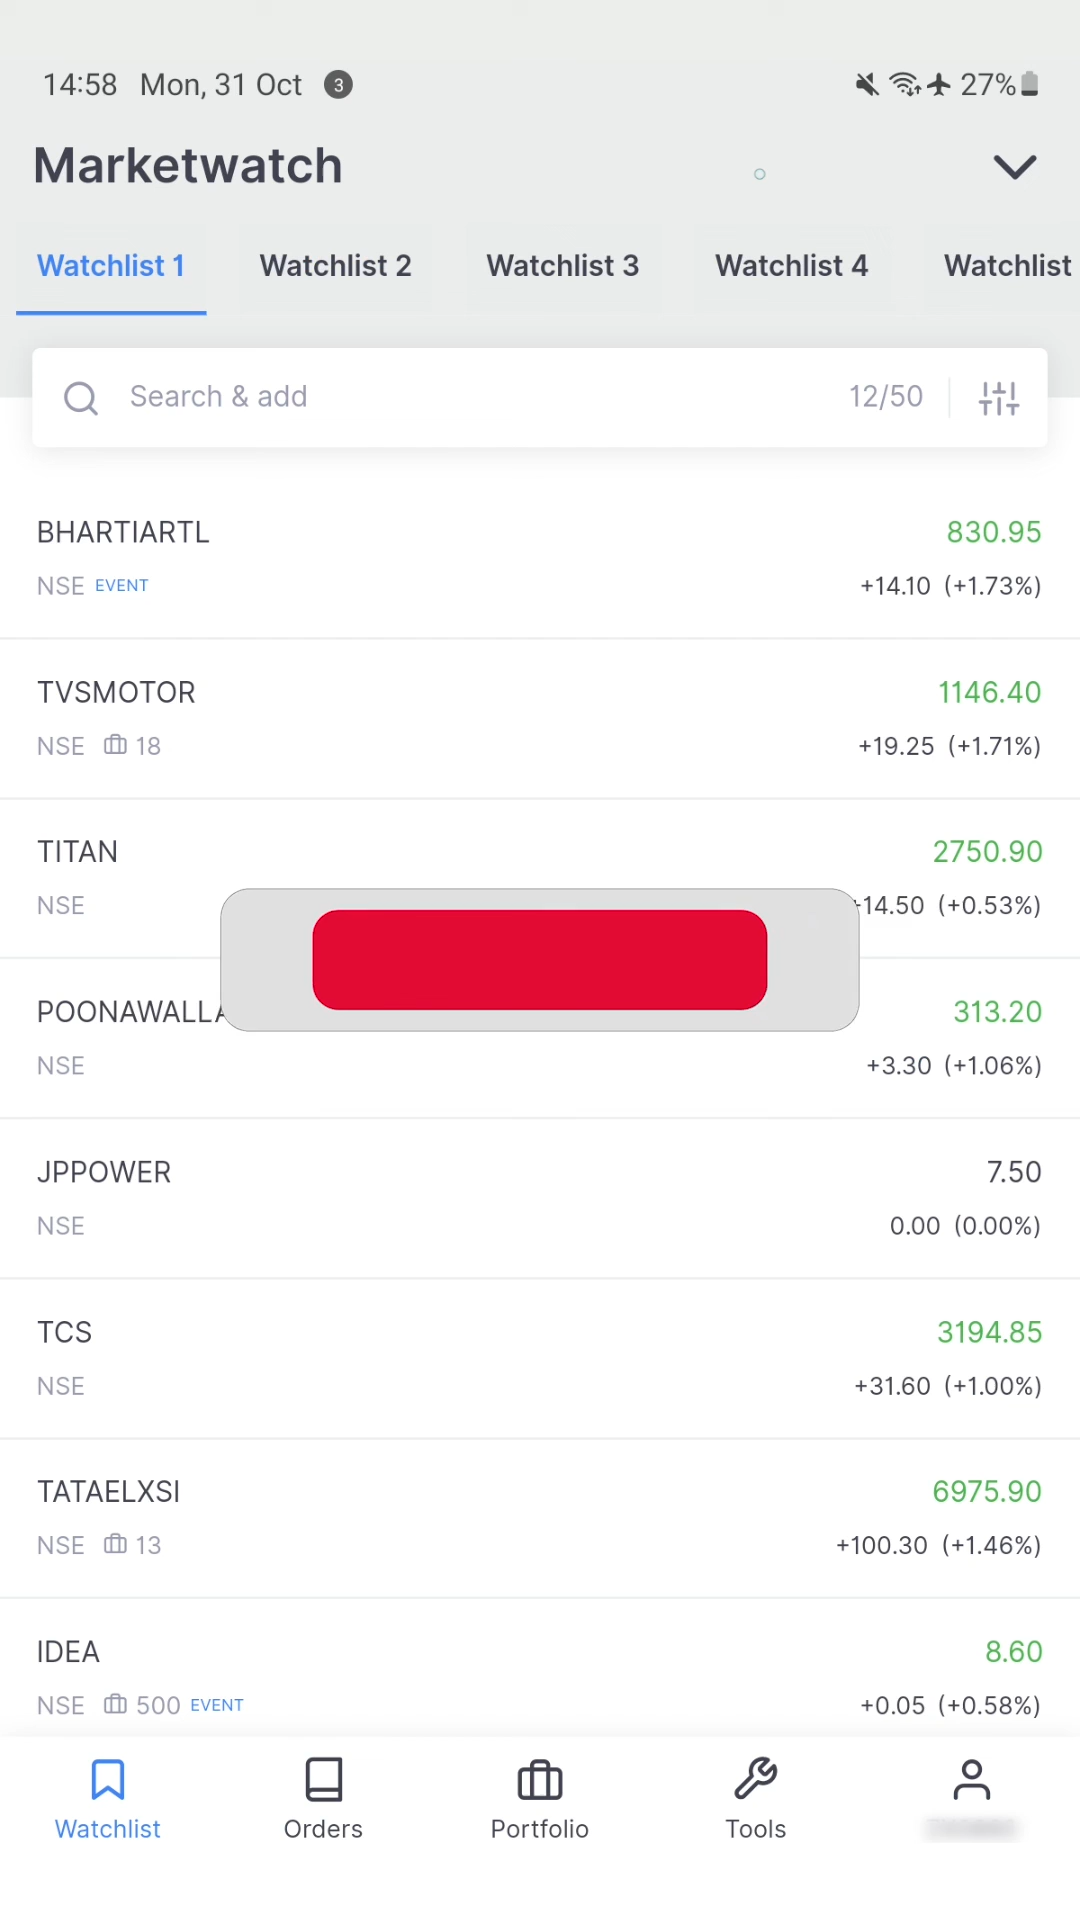 14:58 Mon, 31 Oct 3 27%
Marketwatch
Watchlist 1 Watchlist 2 Watchlist 3 Watchlist 4 Watchlist
Search & add 12/50
BHARTIARTL 830.95
NSE EVENT +14.10 (+1.73%)
TVSMOTOR 1146.40
NSE 18 +19.25 (+1.71%)
TITAN 2750.90
NSE +14.50 (+0.53%)
POONAWALLA 313.20
NSE +3.30 (+1.06%)
JPPOWER 7.50
NSE 0.00 (0.00%)
TCS 3194.85
NSE +31.60 (+1.00%)
TATAELXSI 6975.90
NSE 13 +100.30 (+1.46%)
IDEA 8.60
NSE 500 EVENT +0.05 (+0.58%)
Watchlist Orders Portfolio Tools